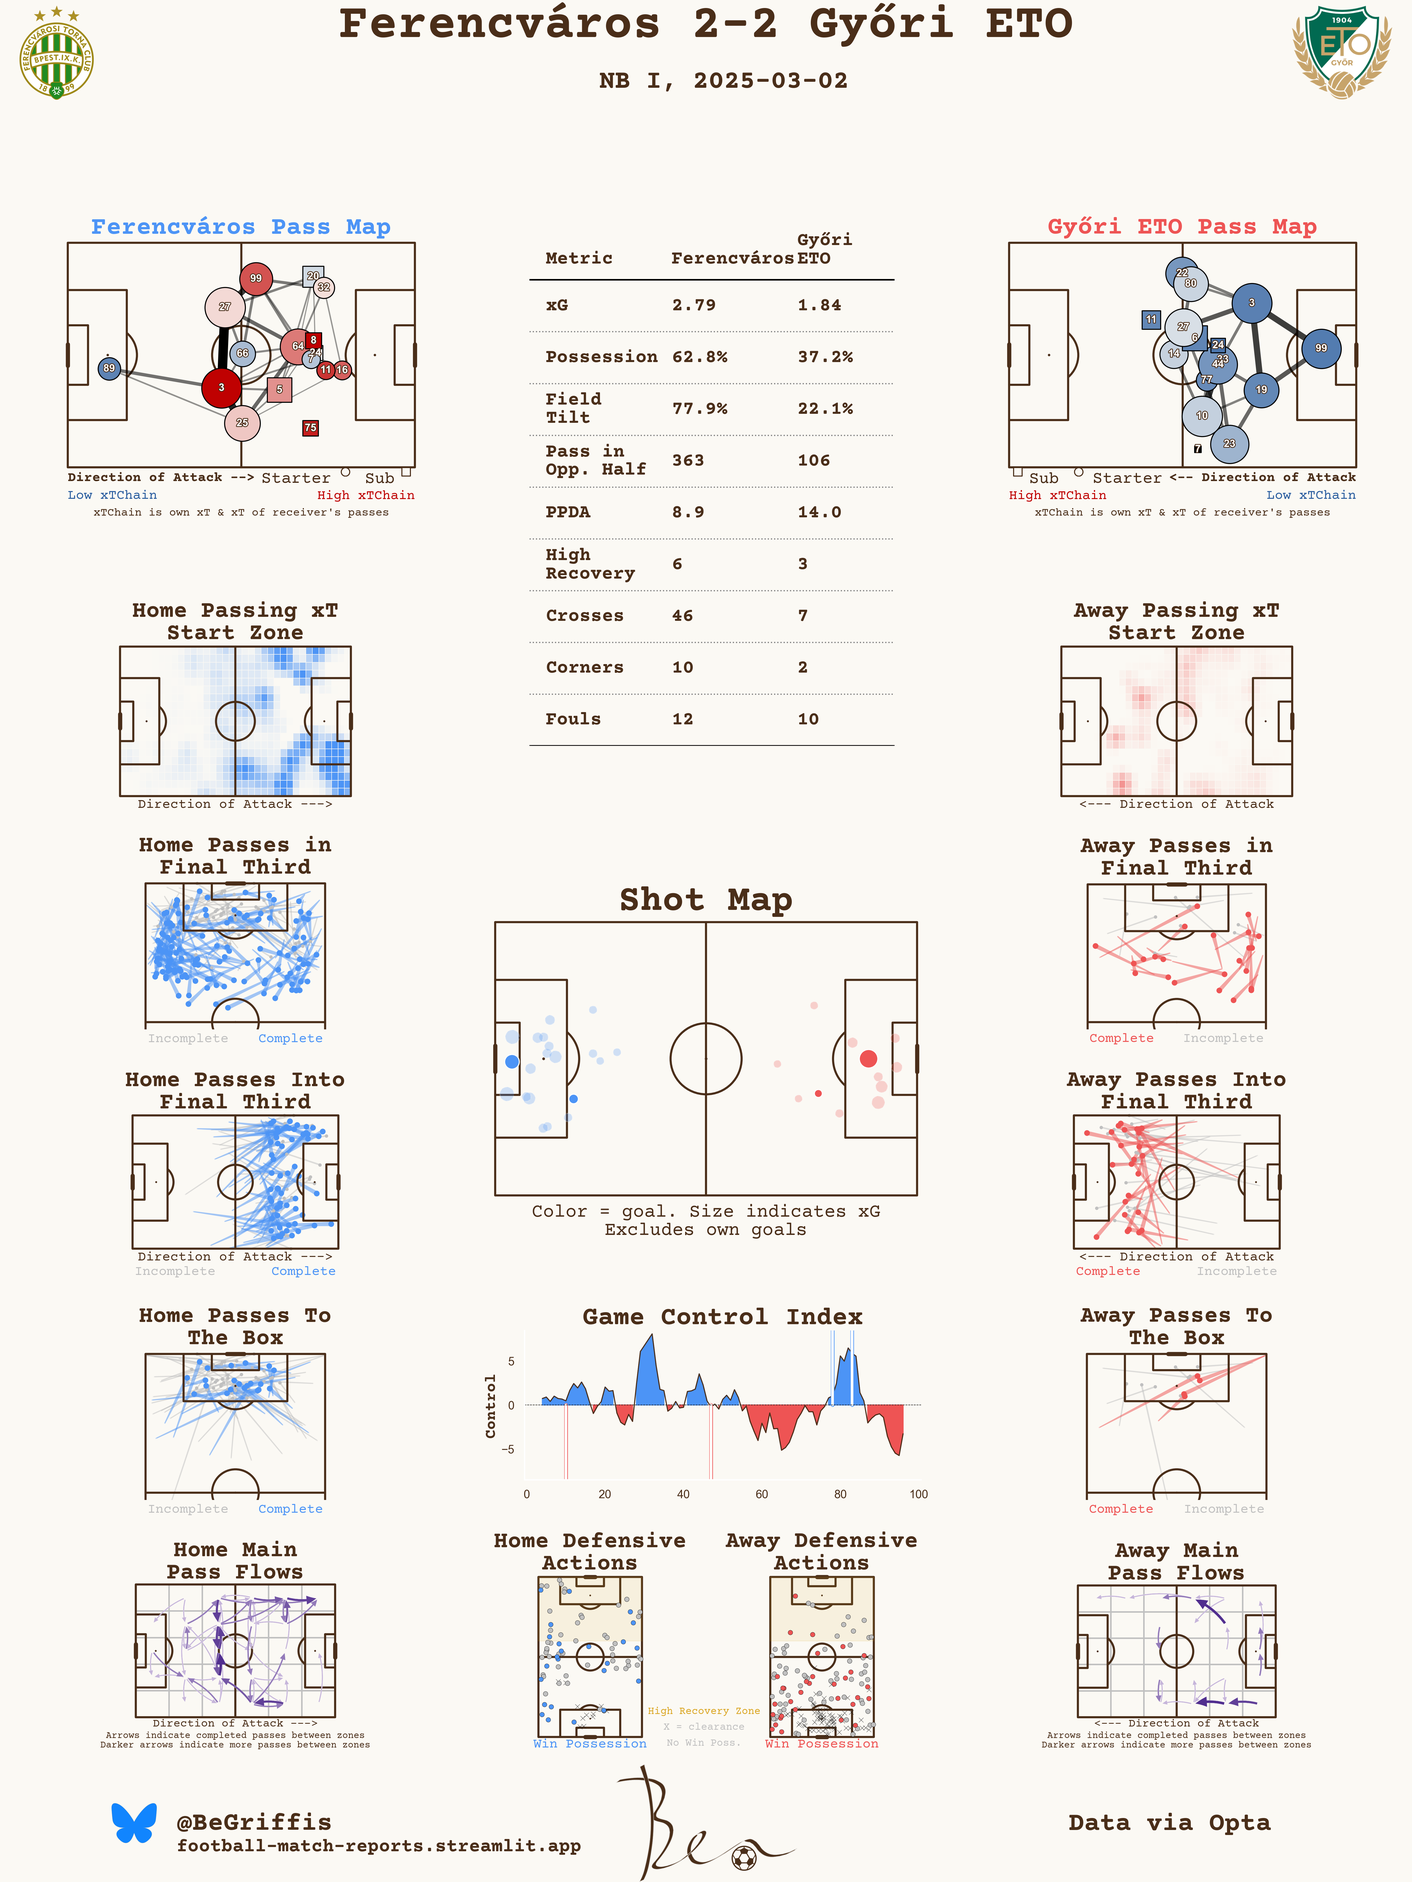 Ferencváros 2-2 Győri ETO
NB I, 2025-03-02
FERENCVÁROSI TORNA CLUB
BPEST.IX.K.
18 99
1904
ETO
GYŐR
Ferencváros Pass Map
99
20
32
27
8
64
24
66
7
89
11
16
3
5
25
75
Direction of Attack --> Starter Sub
Low xTChain High xTChain
xTChain is own xT & xT of receiver's passes
Metric Ferencváros Győri ETO
xG 2.79 1.84
Possession 62.8% 37.2%
Field Tilt 77.9% 22.1%
Pass in Opp. Half 363 106
PPDA 8.9 14.0
High Recovery 6 3
Crosses 46 7
Corners 10 2
Fouls 12 10
Győri ETO Pass Map
22
80
3
11
27
6
24
99
14
33
44
77
19
10
23
7
Sub Starter <-- Direction of Attack
High xTChain Low xTChain
xTChain is own xT & xT of receiver's passes
Home Passing xT
Start Zone
Direction of Attack --->
Away Passing xT
Start Zone
<--- Direction of Attack
Home Passes in
Final Third
Incomplete Complete
Away Passes in
Final Third
Complete Incomplete
Shot Map
Color = goal. Size indicates xG
Excludes own goals
Home Passes Into
Final Third
Direction of Attack --->
Incomplete Complete
Away Passes Into
Final Third
<--- Direction of Attack
Complete Incomplete
Home Passes To
The Box
Incomplete Complete
Game Control Index
Control
5
0
−5
0 20 40 60 80 100
Away Passes To
The Box
Complete Incomplete
Home Main
Pass Flows
Direction of Attack --->
Arrows indicate completed passes between zones
Darker arrows indicate more passes between zones
Home Defensive
Actions
Win Possession
High Recovery Zone
X = clearance
No Win Poss.
Away Defensive
Actions
Win Possession
Away Main
Pass Flows
<--- Direction of Attack
Arrows indicate completed passes between zones
Darker arrows indicate more passes between zones
@BeGriffis
football-match-reports.streamlit.app
Ben
Data via Opta